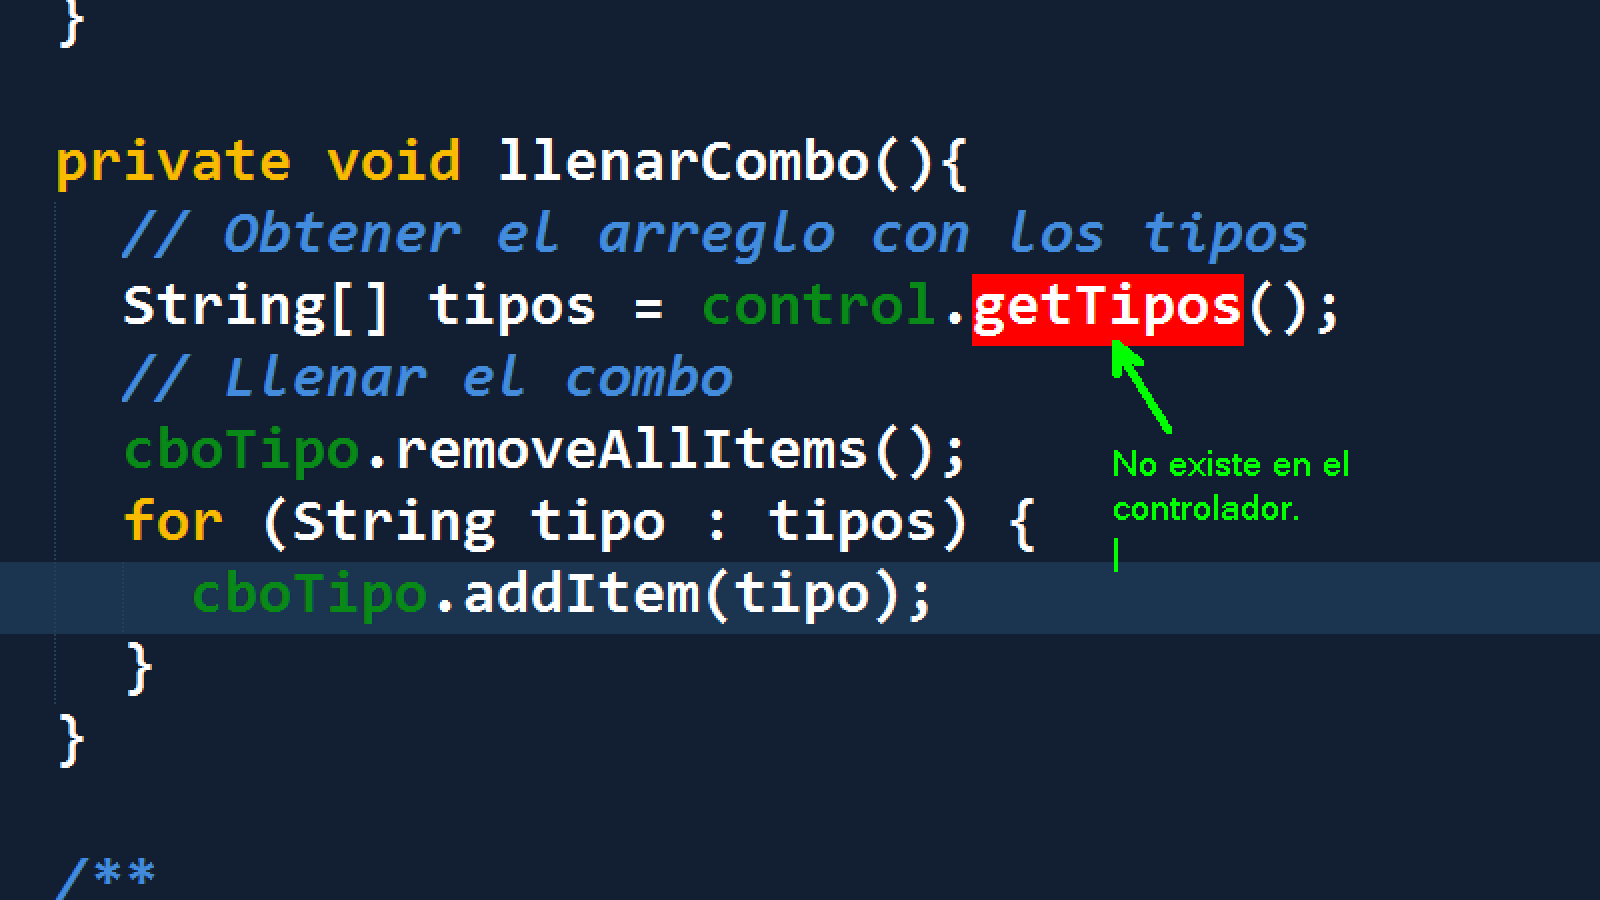 }
private void llenarCombo(){
// Obtener el arreglo con los tipos
String[] tipos = control.getTipos();
// Llenar el combo
cboTipo.removeAllItems();
No existe en el
controlador.
for (String tipo : tipos) {
cboTipo.addItem(tipo);
}
}
/**